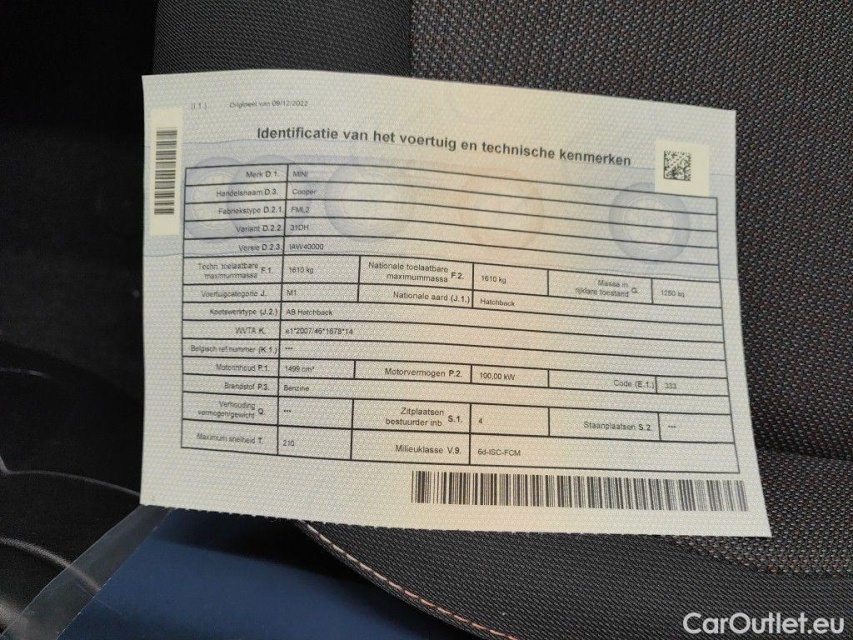 (I.1.) Origineel van 09/12/2022
Identificatie van het voertuig en technische kenmerken
Merk D.1. MINI
Handelsnaam D.3. Cooper
Fabriekstype D.2.1. FML2
Variant D.2.2. 31DH
Versie D.2.3. IAW40000
Techn. toelaatbare maximummassa F.1. 1610 kg Nationale toelaatbare maximummassa F.2. 1610 kg Massa in rijklare toestand G. 1250 kg
Voertuigcategorie J. M1 Nationale aard (J.1.) Hatchback
Koetswerktype (J.2.) AB Hatchback
WVTA K. e1*2007/46*1678*14
Belgisch ref.nummer (K.1.) ---
Motorinhoud P.1. 1499 cm³ Motorvermogen P.2. 100,00 kW Code (E.1.) 333
Brandstof P.3. Benzine
Verhouding vermogen/gewicht Q. --- Zitplaatsen bestuurder inb. S.1. 4 Staanplaatsen S.2. ---
Maximum snelheid T. 210 Milieuklasse V.9. 6d-ISC-FCM
CarOutlet.eu